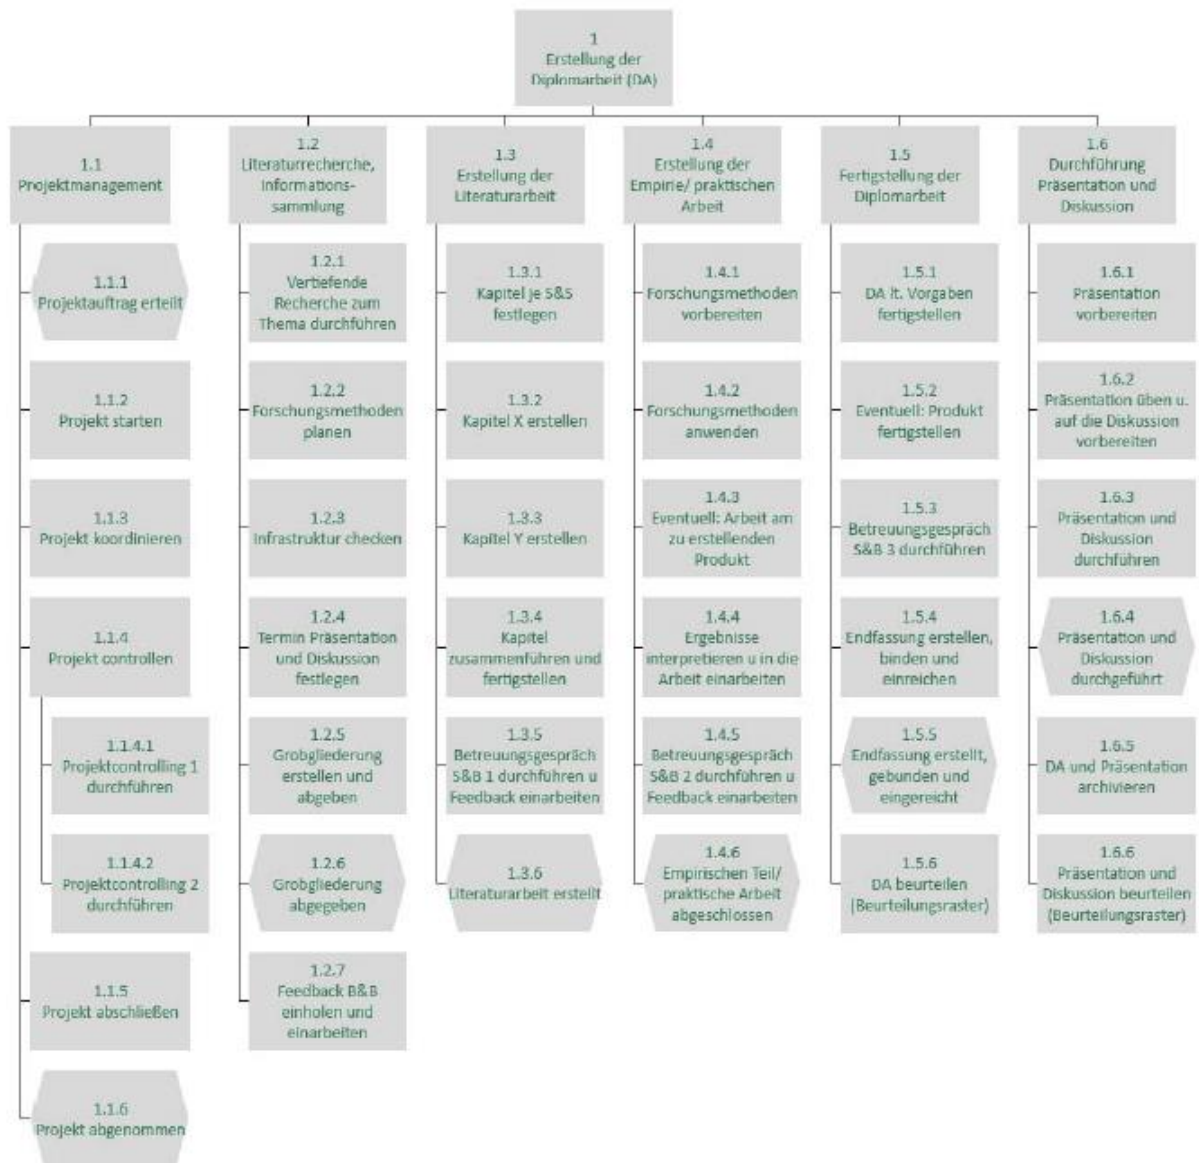 1
Erstellung der
Diplomarbeit (DA)
1.1
Projektmanagement
1.1.1
Projektauftrag erteilt
1.1.2
Projekt starten
1.1.3
Projekt koordinieren
1.1.4
Projekt controllen
1.1.4.1
Projektcontrolling 1
durchführen
1.1.4.2
Projektcontrolling 2
durchführen
1.1.5
Projekt abschließen
1.1.6
Projekt abgenommen
1.2
Literaturrecherche,
Informations-
sammlung
1.2.1
Vertiefende
Recherche zum
Thema durchführen
1.2.2
Forschungsmethoden
planen
1.2.3
Infrastruktur checken
1.2.4
Termin Präsentation
und Diskussion
festlegen
1.2.5
Grobgliederung
erstellen und
abgeben
1.2.6
Grobgliederung
abgegeben
1.2.7
Feedback B&B
einholen und
einarbeiten
1.3
Erstellung der
Literaturarbeit
1.3.1
Kapitel je S&S
festlegen
1.3.2
Kapitel X erstellen
1.3.3
Kapitel Y erstellen
1.3.4
Kapitel
zusammenführen und
fertigstellen
1.3.5
Betreuungsgespräch
S&B 1 durchführen u
Feedback einarbeiten
1.3.6
Literaturarbeit erstellt
1.4
Erstellung der
Empirie/ praktischen
Arbeit
1.4.1
Forschungsmethoden
vorbereiten
1.4.2
Forschungsmethoden
anwenden
1.4.3
Eventuell: Arbeit am
zu erstellenden
Produkt
1.4.4
Ergebnisse
interpretieren u in die
Arbeit einarbeiten
1.4.5
Betreuungsgespräch
S&B 2 durchführen u
Feedback einarbeiten
1.4.6
Empirischen Teil/
praktische Arbeit
abgeschlossen
1.5
Fertigstellung der
Diplomarbeit
1.5.1
DA lt. Vorgaben
fertigstellen
1.5.2
Eventuell: Produkt
fertigstellen
1.5.3
Betreuungsgespräch
S&B 3 durchführen
1.5.4
Endfassung erstellen,
binden und
einreichen
1.5.5
Endfassung erstellt,
gebunden und
eingereicht
1.5.6
DA beurteilen
(Beurteilungsraster)
1.6
Durchführung
Präsentation und
Diskussion
1.6.1
Präsentation
vorbereiten
1.6.2
Präsentation üben u.
auf die Diskussion
vorbereiten
1.6.3
Präsentation und
Diskussion
durchführen
1.6.4
Präsentation und
Diskussion
durchgeführt
1.6.5
DA und Präsentation
archivieren
1.6.6
Präsentation und
Diskussion beurteilen
(Beurteilungsraster)